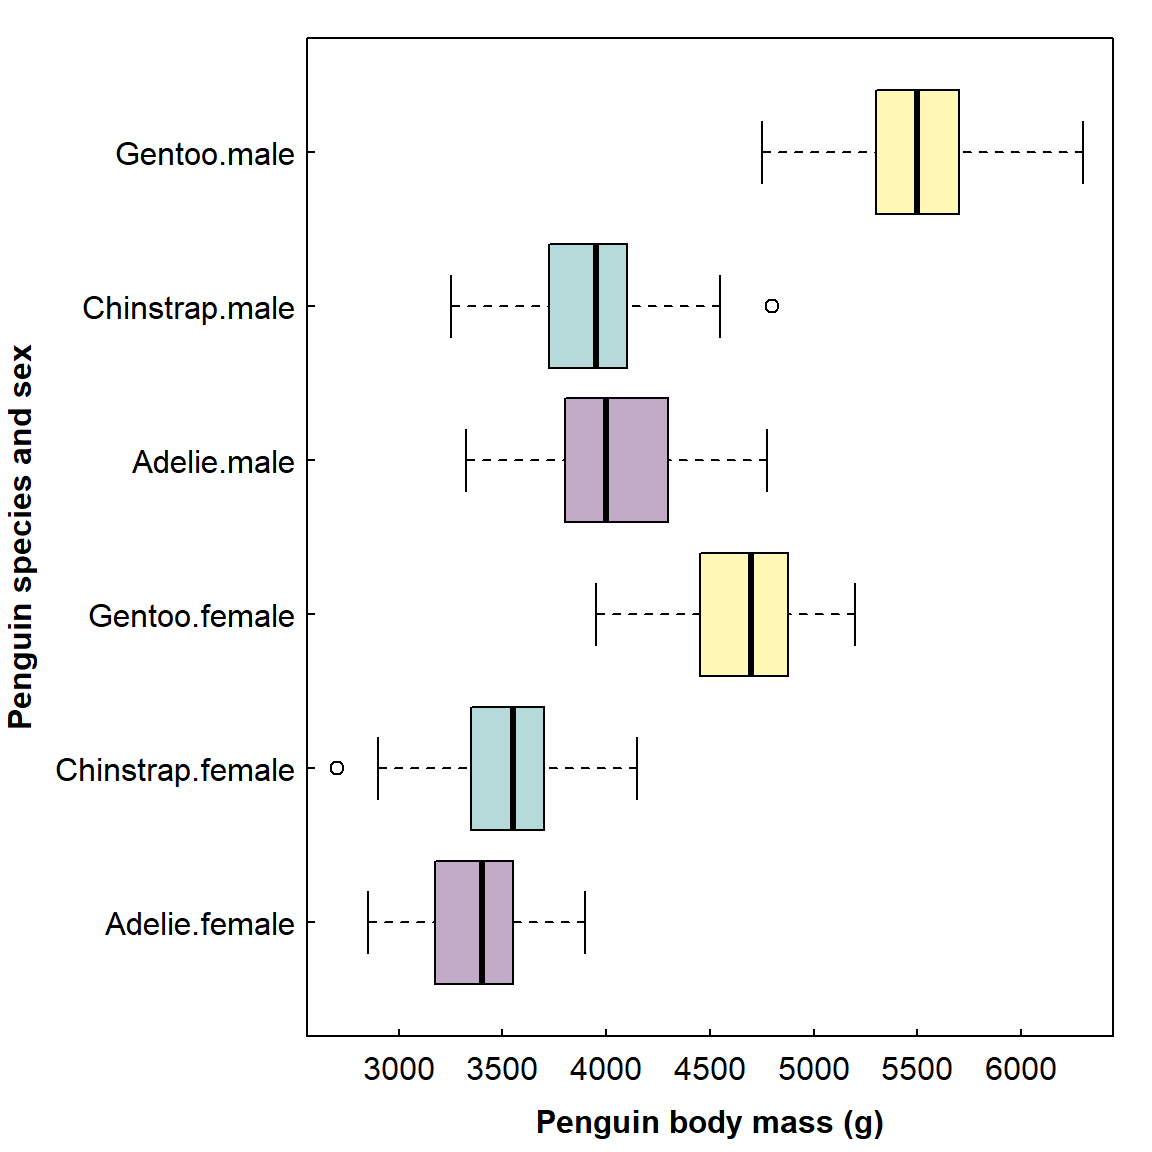 Penguin species and sex
Gentoo.male
Chinstrap.male
Adelie.male
Gentoo.female
Chinstrap.female
Adelie.female
3000 3500 4000 4500 5000 5500 6000
Penguin body mass (g)